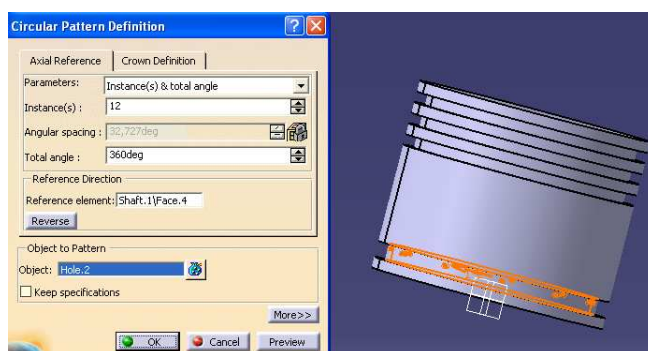 Circular Pattern Definition
Axial Reference Crown Definition
Parameters: Instance(s) & total angle
Instance(s) : 12
Angular spacing : 32,727deg
Total angle : 360deg
Reference Direction
Reference element: Shaft.1\Face.4
Reverse
Object to Pattern
Object: Hole.2
Keep specifications
More>>
OK Cancel Preview